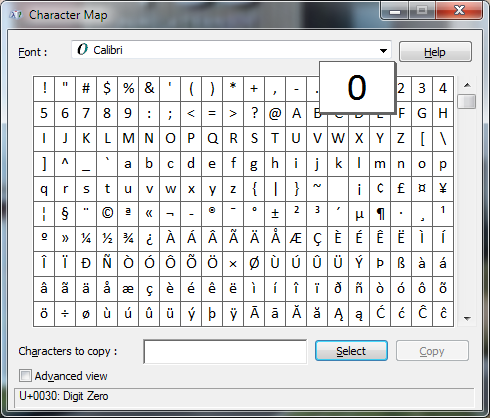 Character Map
Font : O Calibri Help
0
! " # $ % & ' ( ) * + , - . 2 3 4
5 6 7 8 9 : ; < = > ? @ A B C D E F G H
I J K L M N O P Q R S T U V W X Y Z [ \
] ^ _ ` a b c d e f g h i j k l m n o p
q r s t u v w x y z { | } ~ ¡ ¢ £ ¤ ¥
¦ § ¨ © ª « ¬ - ® ¯ ° ± ² ³ ´ µ ¶ · ¸ ¹
º » ¼ ½ ¾ ¿ À Á Â Ã Ä Å Æ Ç È É Ê Ë Ì Í
Î Ï Ð Ñ Ò Ó Ô Õ Ö × Ø Ù Ú Û Ü Ý Þ ß à á
â ã ä å æ ç è é ê ë ì í î ï ð ñ ò ó ô õ
ö ÷ ø ù ú û ü ý þ ÿ Ā ā Ă ă Ą ą Ć ć Ĉ ĉ
Characters to copy : Select Copy
Advanced view
U+0030: Digit Zero